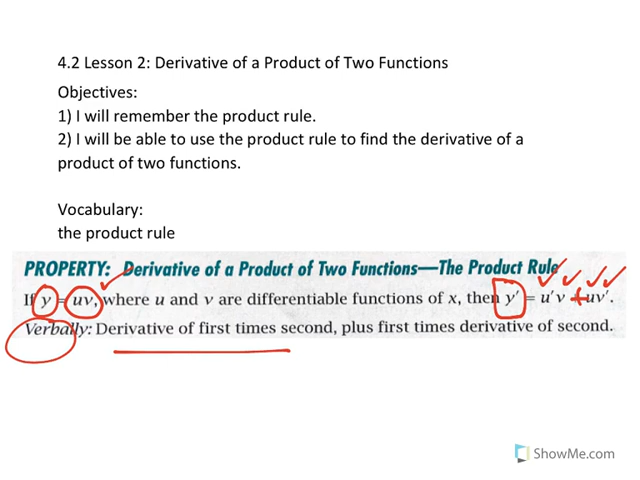 4.2 Lesson 2: Derivative of a Product of Two Functions
Objectives:
1) I will remember the product rule.
2) I will be able to use the product rule to find the derivative of a
product of two functions.
Vocabulary:
the product rule
PROPERTY: Derivative of a Product of Two Functions—The Product Rule
If y = uv, where u and v are differentiable functions of x, then y′ = u′v + uv′.
Verbally: Derivative of first times second, plus first times derivative of second.
ShowMe.com